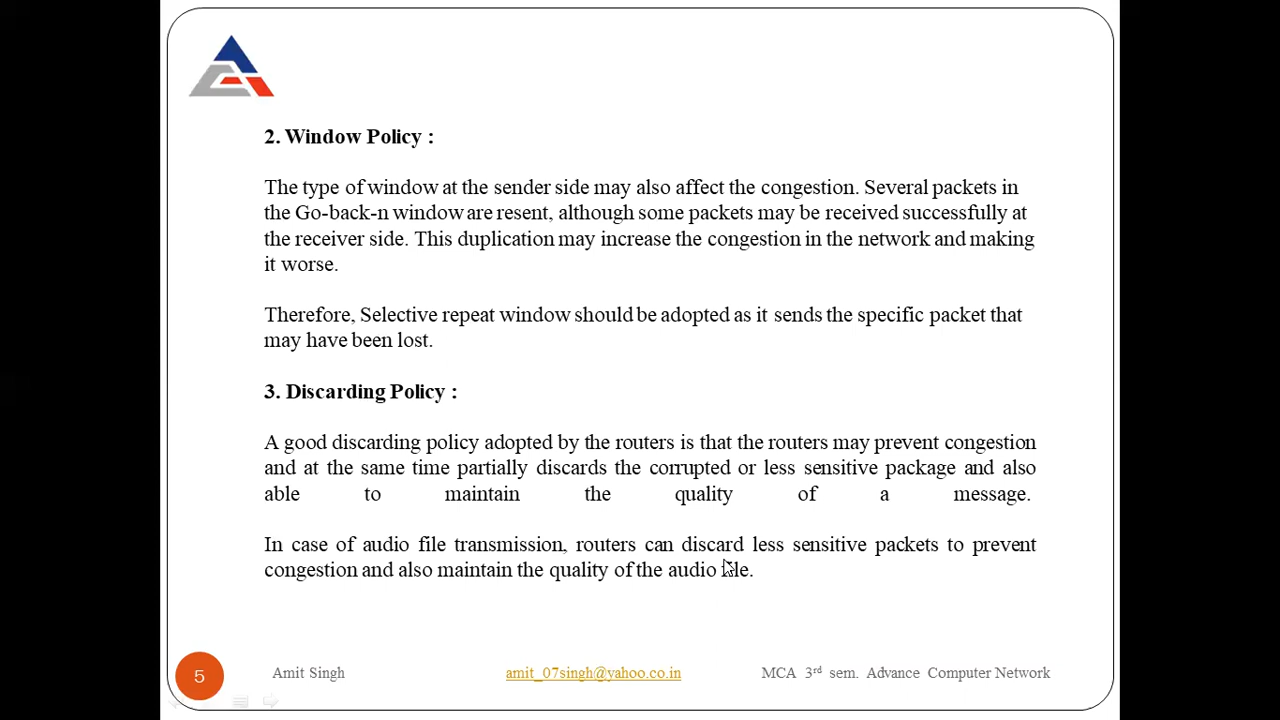 2. Window Policy :
The type of window at the sender side may also affect the congestion. Several packets in
the Go-back-n window are resent, although some packets may be received successfully at
the receiver side. This duplication may increase the congestion in the network and making
it worse.
Therefore, Selective repeat window should be adopted as it sends the specific packet that
may have been lost.
3. Discarding Policy :
A good discarding policy adopted by the routers is that the routers may prevent congestion
and at the same time partially discards the corrupted or less sensitive package and also
able to maintain the quality of a message.
In case of audio file transmission, routers can discard less sensitive packets to prevent
congestion and also maintain the quality of the audio file.
5 Amit Singh amit_07singh@yahoo.co.in MCA 3rd sem. Advance Computer Network